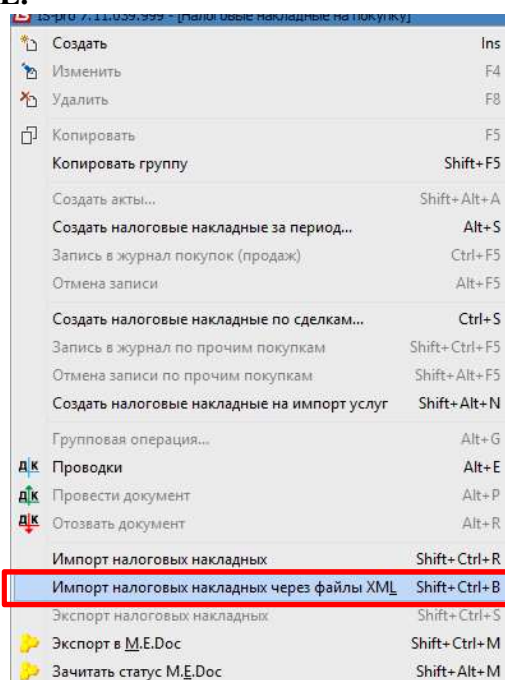 IS-pro 7.11.039.999 - [Налоговые накладные на покупку]
Создать Ins
Изменить F4
Удалить F8
Копировать F5
Копировать группу Shift+F5
Создать акты... Shift+Alt+A
Создать налоговые накладные за период... Alt+S
Запись в журнал покупок (продаж) Ctrl+F5
Отмена записи Alt+F5
Создать налоговые накладные по сделкам... Ctrl+S
Запись в журнал по прочим покупкам Shift+Ctrl+F5
Отмена записи по прочим покупкам Shift+Alt+F5
Создать налоговые накладные на импорт услуг Shift+Alt+N
Групповая операция... Alt+G
Д К Проводки Alt+E
Д К Провести документ Alt+P
Д К Отозвать документ Alt+R
Импорт налоговых накладных Shift+Ctrl+R
Импорт налоговых накладных через файлы XML Shift+Ctrl+B
Экспорт налоговых накладных Shift+Ctrl+S
Экспорт в M.E.Doc Shift+Ctrl+M
Зачитать статус M.E.Doc Shift+Alt+M